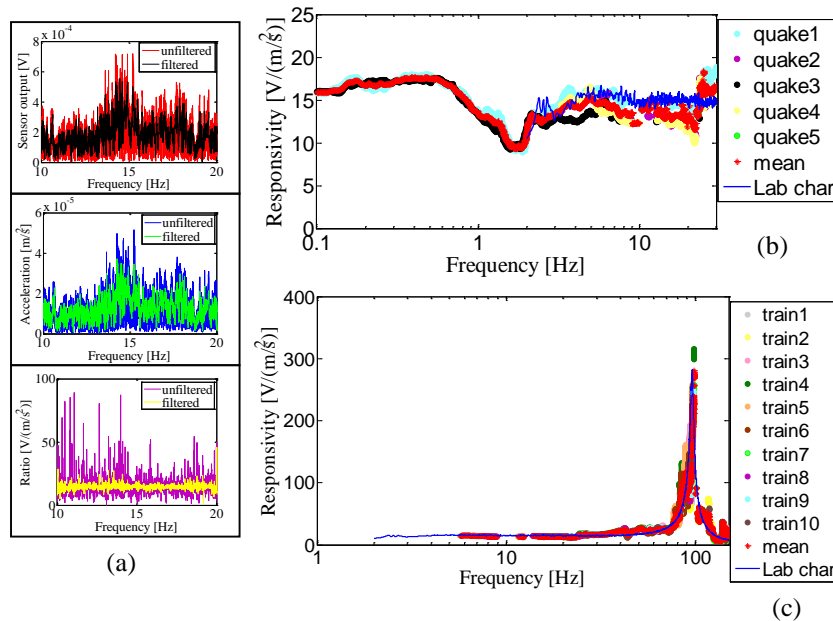 x 10⁻⁴
8
6
4
2
0
Sensor output [V]
unfiltered
filtered
10 15 20
Frequency [Hz]
x 10⁻⁵
6
4
2
0
Acceleration [m/s²]
unfiltered
filtered
10 15 20
Frequency [Hz]
100
50
0
Ratio [V/(m/s²)]
unfiltered
filtered
10 15 20
Frequency [Hz]
(a)
25
20
15
10
5
0
Responsivity [V/(m/s²)]
0.1 1 10
Frequency [Hz]
quake1
quake2
quake3
quake4
quake5
mean
Lab char
(b)
400
300
200
100
0
Responsivity [V/(m/s²)]
1 10 100
Frequency [Hz]
train1
train2
train3
train4
train5
train6
train7
train8
train9
train10
mean
Lab char
(c)